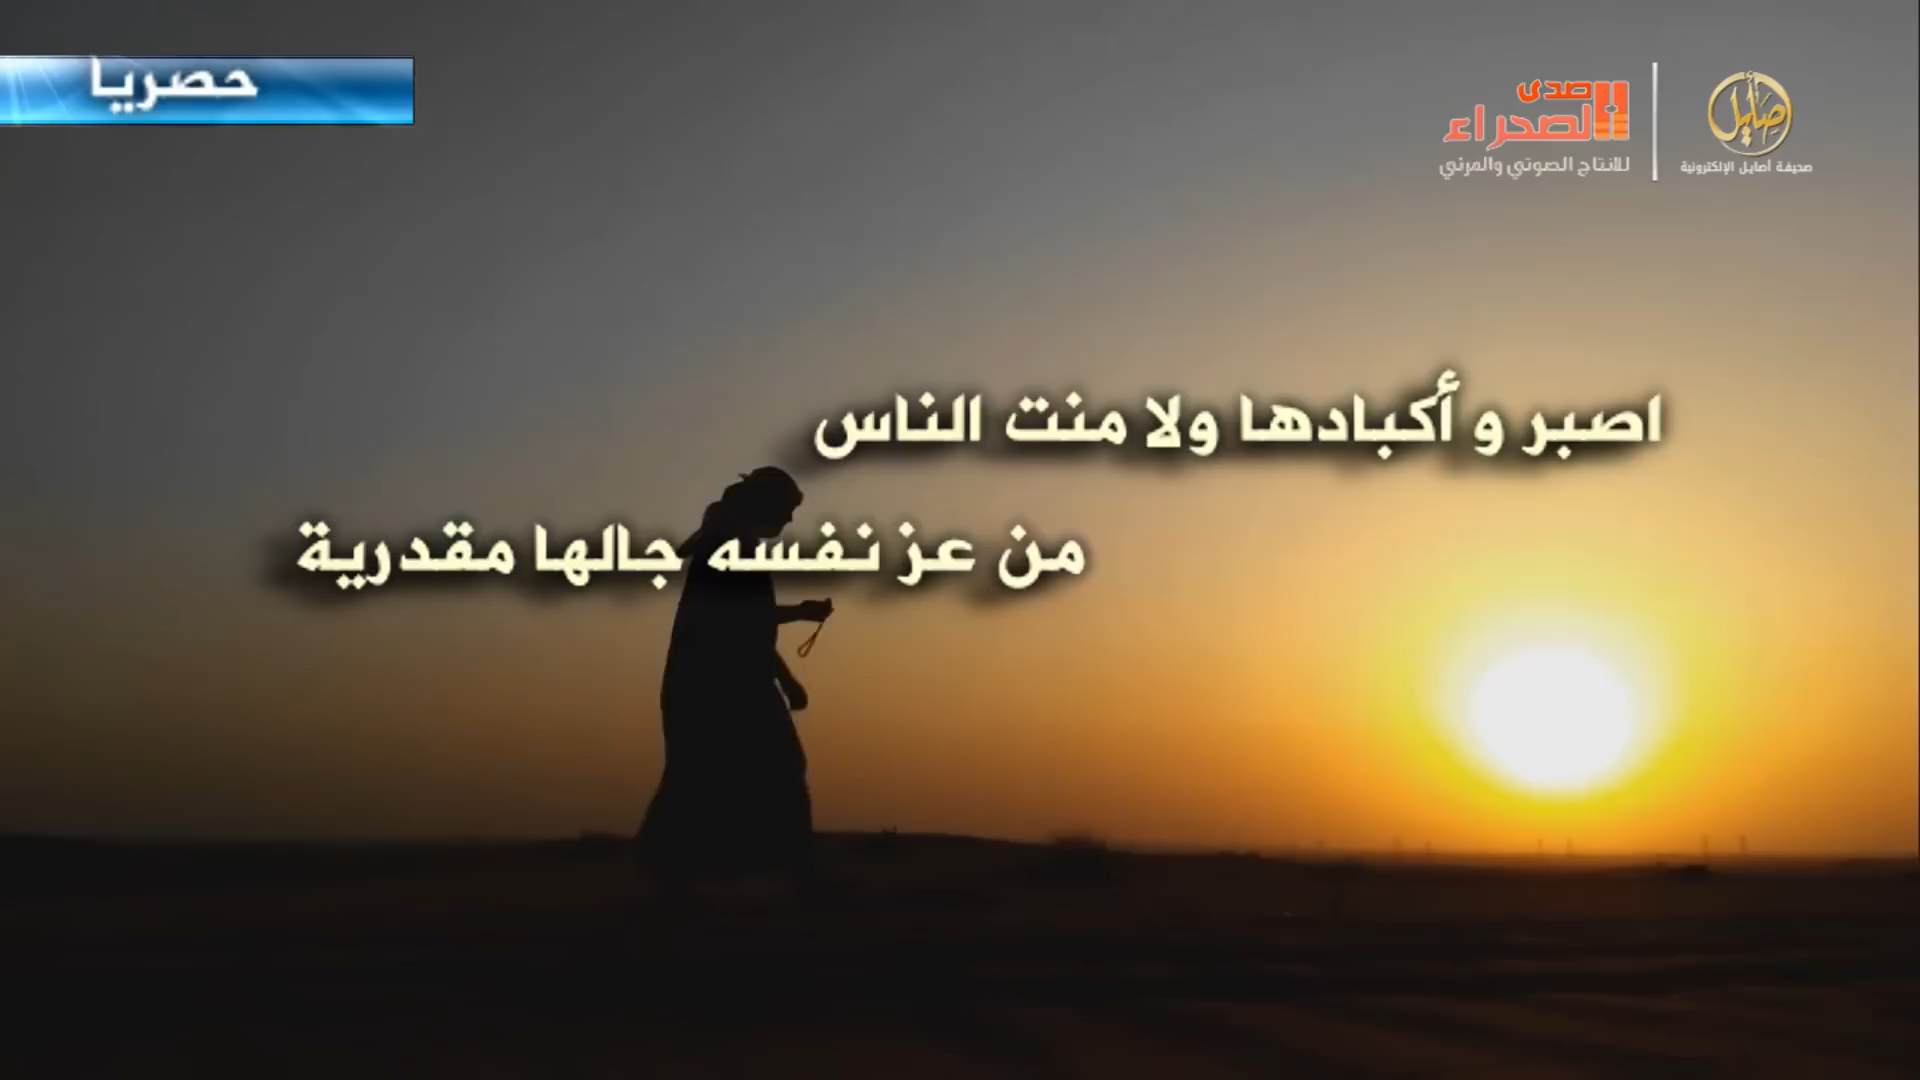 حصريا
صدى
الصحراء
للانتاج الصوتي والمرئي
أصايل
صحيفة أصايل الإلكترونية
اصبر و أكبادها ولا منت الناس
من عز نفسه جالها مقدرية